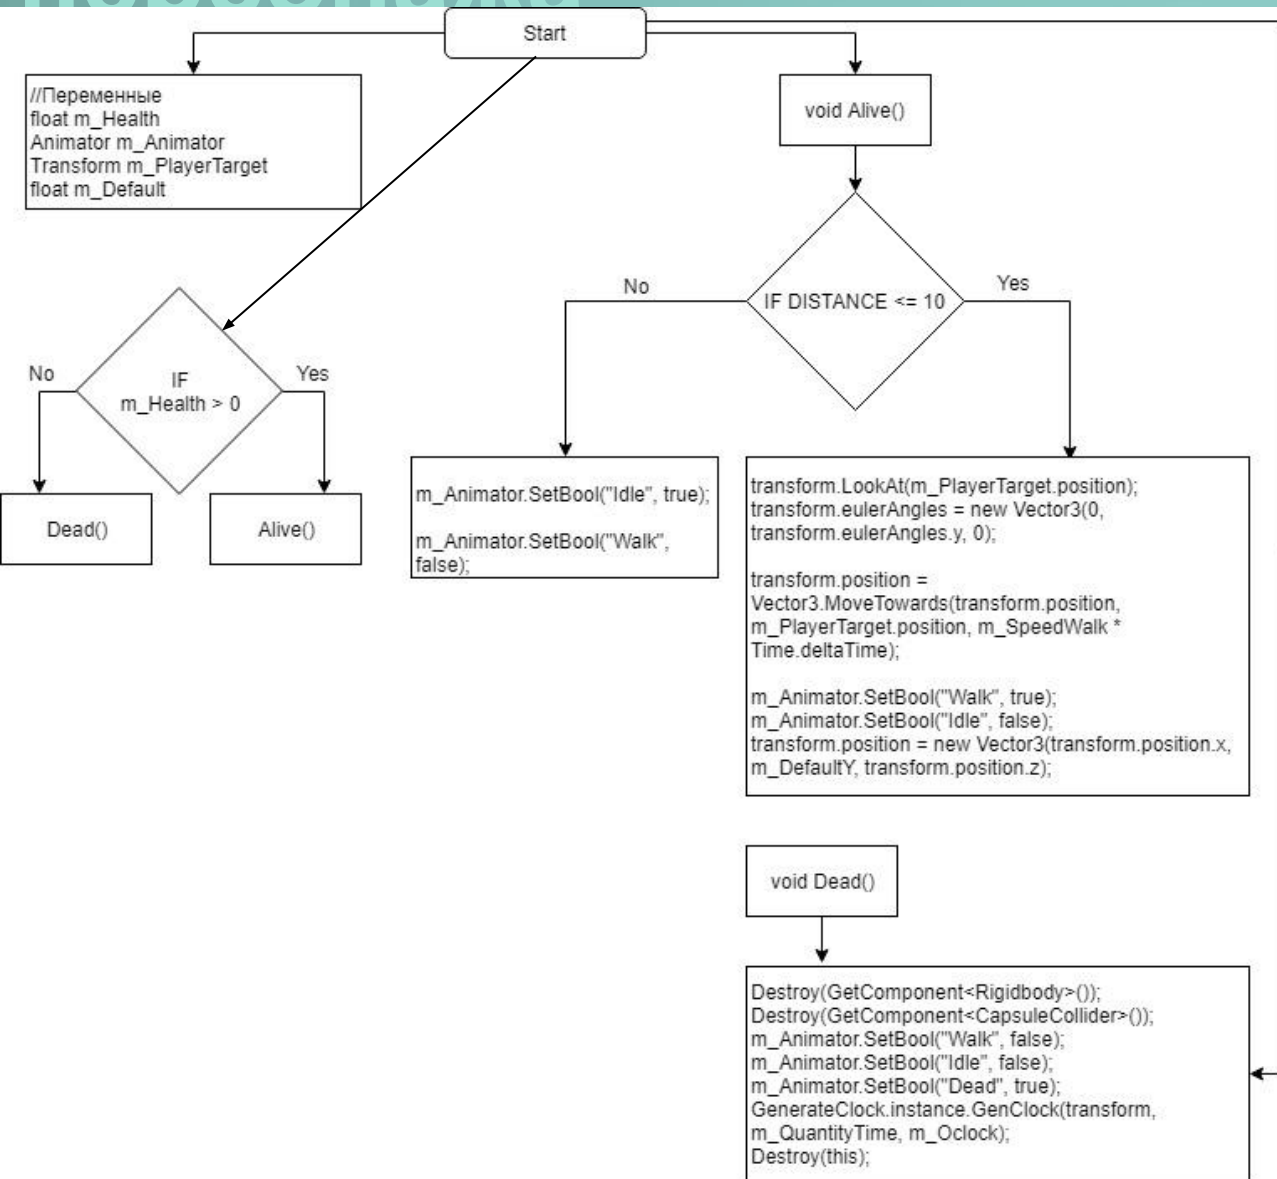 Start
//Переменные
float m_Health
Animator m_Animator
Transform m_PlayerTarget
float m_Default
void Alive()
IF DISTANCE <= 10
No
Yes
IF
m_Health > 0
No
Yes
Dead()
Alive()
m_Animator.SetBool("Idle", true);
m_Animator.SetBool("Walk",
false);
transform.LookAt(m_PlayerTarget.position);
transform.eulerAngles = new Vector3(0,
transform.eulerAngles.y, 0);
transform.position =
Vector3.MoveTowards(transform.position,
m_PlayerTarget.position, m_SpeedWalk *
Time.deltaTime);
m_Animator.SetBool("Walk", true);
m_Animator.SetBool("Idle", false);
transform.position = new Vector3(transform.position.x,
m_DefaultY, transform.position.z);
void Dead()
Destroy(GetComponent<Rigidbody>());
Destroy(GetComponent<CapsuleCollider>());
m_Animator.SetBool("Walk", false);
m_Animator.SetBool("Idle", false);
m_Animator.SetBool("Dead", true);
GenerateClock.instance.GenClock(transform,
m_QuantityTime, m_Oclock);
Destroy(this);